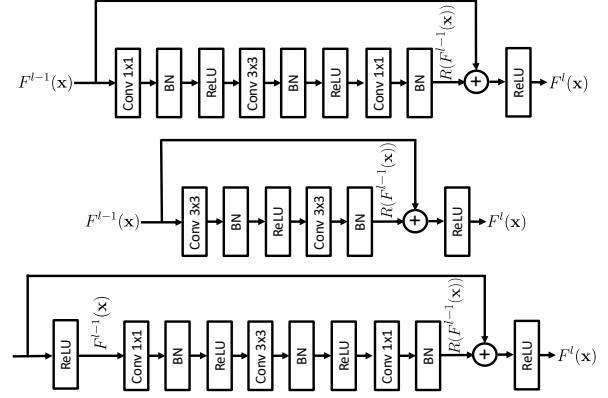 R(F^{l-1}(x))
F^{l-1}(x) Conv 1x1 BN ReLU Conv 3x3 BN ReLU Conv 1x1 BN + ReLU F^l(x)
R(F^{l-1}(x))
F^{l-1}(x) Conv 3x3 BN ReLU Conv 3x3 BN + ReLU F^l(x)
R(F^{l-1}(x))
ReLU F^{l-1}(x) Conv 1x1 BN ReLU Conv 3x3 BN ReLU Conv 1x1 BN + ReLU F^l(x)